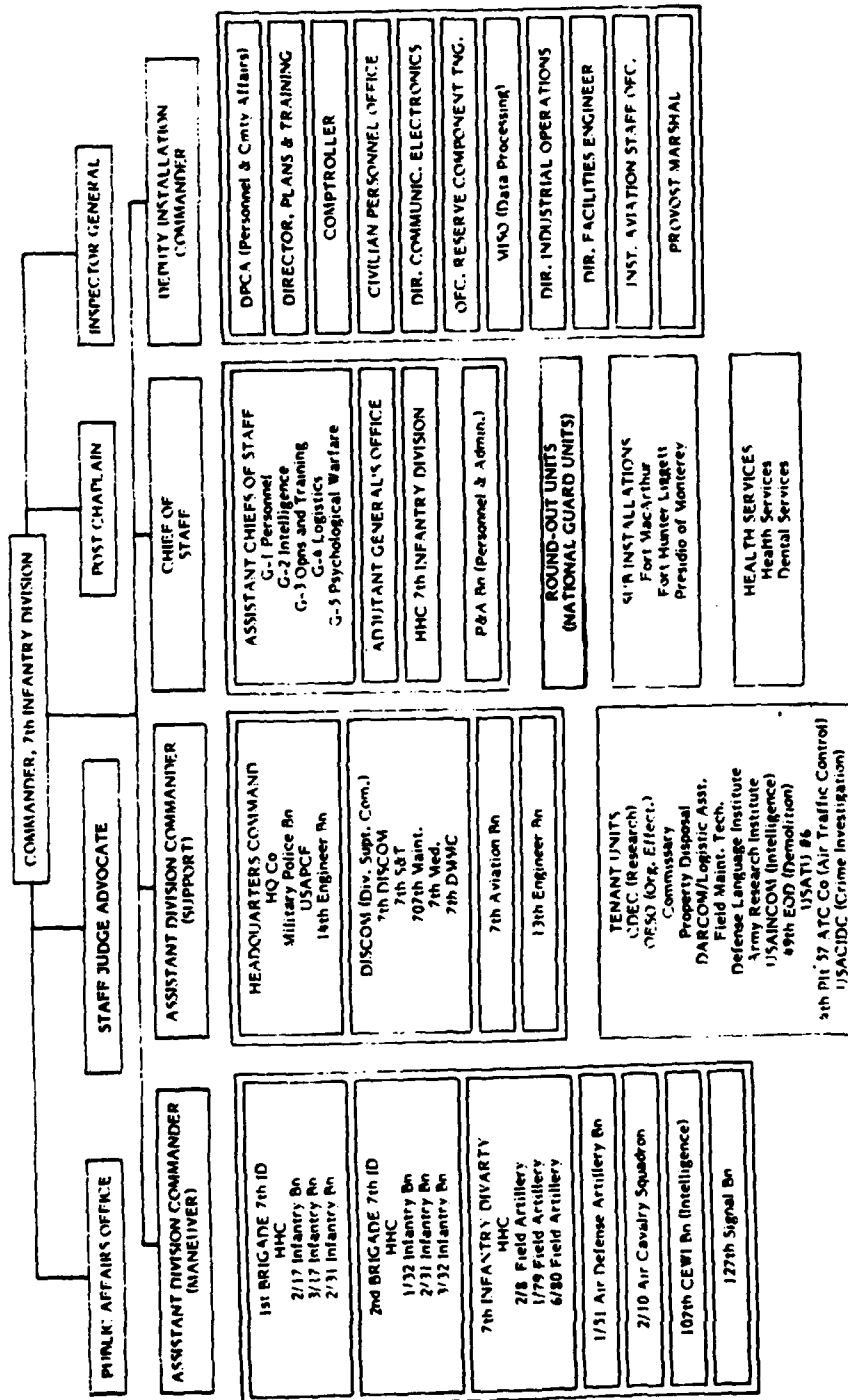 COMMANDER, 7th INFANTRY DIVISION
PUBLIC AFFAIRS OFFICE
STAFF JUDGE ADVOCATE
POST CHAPLAIN
INSPECTOR GENERAL
ASSISTANT DIVISION COMMANDER
(MANEUVER)
ASSISTANT DIVISION COMMANDER
(SUPPORT)
CHIEF OF
STAFF
DEPUTY INSTALLATION
COMMANDER
1st BRIGADE 7th ID
HHC
2/17 Infantry Bn
3/17 Infantry Bn
2/31 Infantry Bn
2nd BRIGADE 7th ID
HHC
1/32 Infantry Bn
2/31 Infantry Bn
3/32 Infantry Bn
7th INFANTRY DIVARTY
HHC
2/8 Field Artillery
1/79 Field Artillery
6/80 Field Artillery
1/51 Air Defense Artillery Bn
2/10 Air Cavalry Squadron
107th CEWI Bn (Intelligence)
127th Signal Bn
HEADQUARTERS COMMAND
HQ Co
Military Police Bn
USAPCF
14th Engineer Bn
DISCOM (Div. Supt. Com.)
7th DISCOM
7th S&T
707th Maint.
7th Med.
7th DMMC
7th Aviation Bn
13th Engineer Bn
TENANT UNITS
CDEC (Research)
OESO (Org. Effect.)
Commissary
Property Disposal
DARCOM/Logistic Asst.
Field Maint. Tech.
Defense Language Institute
Army Research Institute
USAINCOM (Intelligence)
49th EOD (Demolition)
USATU #6
4th Plt 57 ATC Co (Air Traffic Control)
USACIDC (Crime Investigation)
ASSISTANT CHIEFS OF STAFF
G-1 Personnel
G-2 Intelligence
G-3 Opns and Training
G-4 Logistics
G-5 Psychological Warfare
ADJUTANT GENERAL'S OFFICE
HHC 7th INFANTRY DIVISION
P&A Bn (Personnel & Admin.)
ROUND-OUT UNITS
(NATIONAL GUARD UNITS)
SUB INSTALLATIONS
Fort MacArthur
Fort Hunter Liggett
Presidio of Monterey
HEALTH SERVICES
Health Services
Dental Services
DPCA (Personnel & Cmty Affairs)
DIRECTOR, PLANS & TRAINING
COMPTROLLER
CIVILIAN PERSONNEL OFFICE
DIR. COMMUNIC. ELECTRONICS
OFC. RESERVE COMPONENT TNG.
MISO (Data Processing)
DIR. INDUSTRIAL OPERATIONS
DIR. FACILITIES ENGINEER
INST. AVIATION STAFF OFC.
PROVOST MARSHAL